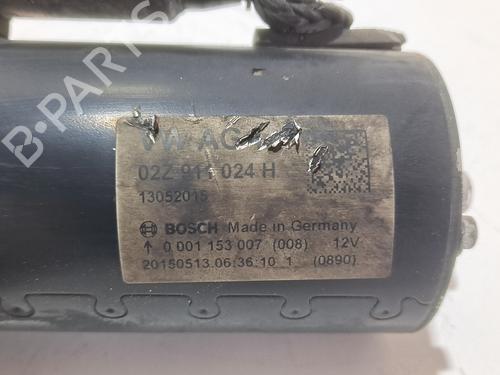 VW AG
02Z 911 024 H
13052015
BOSCH Made in Germany
↑ 0 001 153 007 (008) 12V
20150513.06:36:10 1 (0890)